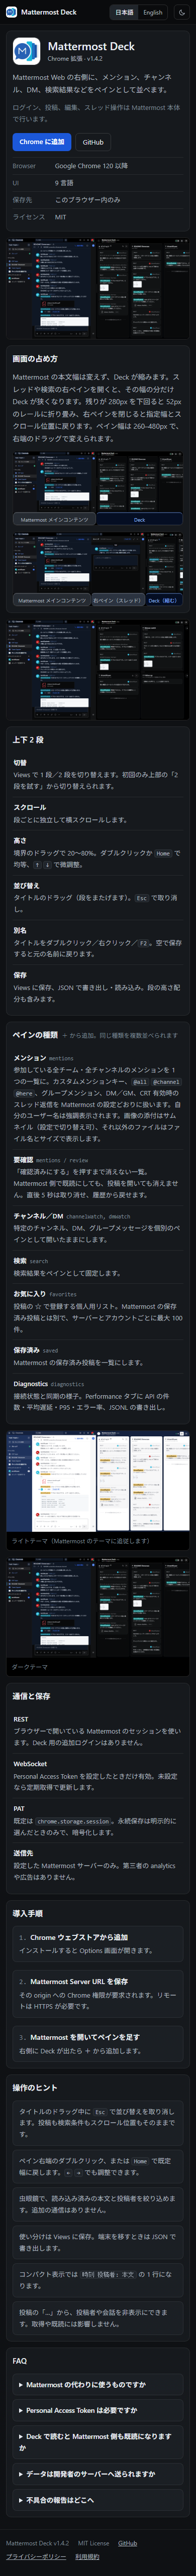 Mattermost Deck
日本語
English
Mattermost Deck
Chrome 拡張 · v1.4.2
Mattermost Web の右側に、メンション、チャンネ
ル、DM、検索結果などをペインとして並べます。
ログイン、投稿、編集、スレッド操作は Mattermost 本体
で行います。
Chrome に追加
GitHub
Browser
Google Chrome 120 以降
UI
9 言語
保存先
このブラウザー内のみ
ライセンス
MIT
画面の占め方
Mattermost の本文幅は変えず、Deck が縮みます。ス
レッドや検索の右ペインを開くと、その幅の分だけ
Deck が狭くなります。残りが 280px を下回ると 52px
のレールに折り畳み、右ペインを閉じると指定幅とス
クロール位置に戻ります。ペイン幅は 260–480px で、
右端のドラッグで変えられます。
Mattermost メインコンテンツ
Deck
Mattermost メインコンテンツ
右ペイン（スレッド）
Deck（縮む）
上下 2 段
切替
Views で 1 段／2 段を切り替えます。初回のみ上部の「2
段を試す」から切り替えられます。
スクロール
段ごとに独立して横スクロールします。
高さ
境界のドラッグで 20〜80%。ダブルクリックか Home で
均等、↑ ↓ で微調整。
並び替え
タイトルのドラッグ（段をまたげます）。Esc で取り消
し。
別名
タイトルをダブルクリック／右クリック／F2。空で保存
すると元の名前に戻ります。
保存
Views に保存、JSON で書き出し・読み込み。段の高さ配
分も含みます。
ペインの種類 ＋ から追加。同じ種類を複数並べられます
メンション mentions
参加している全チーム・全チャンネルのメンションを 1
つの一覧に。カスタムメンションキー、@all @channel
@here、グループメンション、DM／GM、CRT 有効時の
スレッド返信を Mattermost の設定どおりに扱います。自
分のユーザー名は強調表示されます。画像の添付はサム
ネイル（設定で切り替え可）、それ以外のファイルはファ
イル名とサイズで表示します。
要確認 mentions / review
「確認済みにする」を押すまで消えない一覧。
Mattermost 側で既読にしても、投稿を開いても消えませ
ん。直後 5 秒は取り消せ、履歴から戻せます。
チャンネル／DM channelwatch, dmwatch
特定のチャンネル、DM、グループメッセージを個別のペ
インとして開いたままにします。
検索 search
検索結果をペインとして固定します。
お気に入り favorites
投稿の ☆ で登録する個人用リスト。Mattermost の保存
済み投稿とは別で、サーバーとアカウントごとに最大 100
件。
保存済み saved
Mattermost の保存済み投稿を一覧にします。
Diagnostics diagnostics
接続状態と同期の様子。Performance タブに API の件
数・平均遅延・P95・エラー率、JSONL の書き出し。
ライトテーマ（Mattermost のテーマに追従します）
ダークテーマ
通信と保存
REST
ブラウザーで開いている Mattermost のセッションを使い
ます。Deck 用の追加ログインはありません。
WebSocket
Personal Access Token を設定したときだけ有効。未設定
なら定期取得で更新します。
PAT
既定は chrome.storage.session。永続保存は明示的に
選んだときのみで、暗号化します。
送信先
設定した Mattermost サーバーのみ。第三者の analytics
や広告はありません。
導入手順
1. Chrome ウェブストアから追加
インストールすると Options 画面が開きます。
2. Mattermost Server URL を保存
その origin への Chrome 権限が要求されます。リモート
は HTTPS が必要です。
3. Mattermost を開いてペインを足す
右側に Deck が出たら ＋ から追加します。
操作のヒント
タイトルのドラッグ中に Esc で並び替えを取り消しま
す。投稿も検索条件もスクロール位置もそのままで
す。
ペイン右端のダブルクリック、または Home で既定
幅に戻します。← → でも調整できます。
虫眼鏡で、読み込み済みの本文と投稿者を絞り込めま
す。追加の通信はありません。
使い分けは Views に保存。端末を移すときは JSON で
書き出します。
コンパクト表示では 時刻 投稿者: 本文 の 1 行にな
ります。
投稿の「…」から、投稿者や会話を非表示にできま
す。取得や既読には影響しません。
FAQ
▶ Mattermost の代わりに使うものですか
▶ Personal Access Token は必要ですか
▶ Deck で読むと Mattermost 側も既読になります
か
▶ データは開発者のサーバーへ送られますか
▶ 不具合の報告はどこへ
Mattermost Deck v1.4.2
MIT License
GitHub
プライバシーポリシー
利用規約